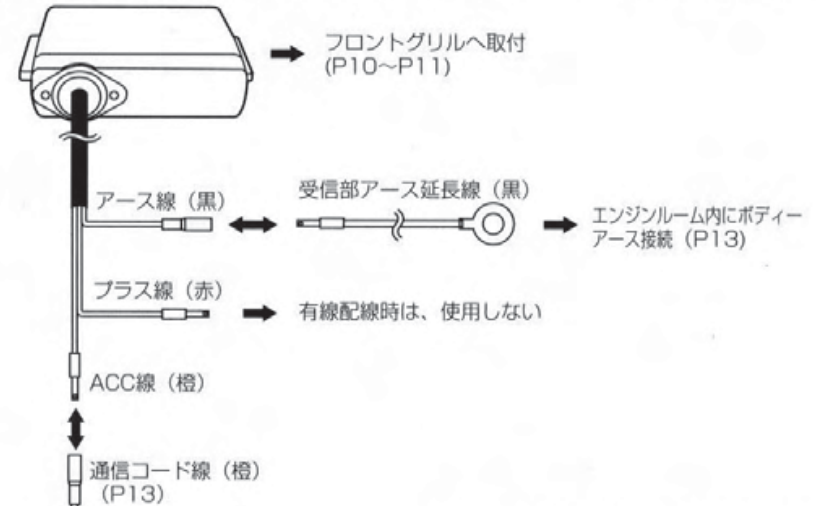 フロントグリルへ取付
(P10～P11)
アース線（黒）
受信部アース延長線（黒）
エンジンルーム内にボディー
アース接続（P13）
プラス線（赤）
有線配線時は、使用しない
ACC線（橙）
通信コード線（橙）
（P13）